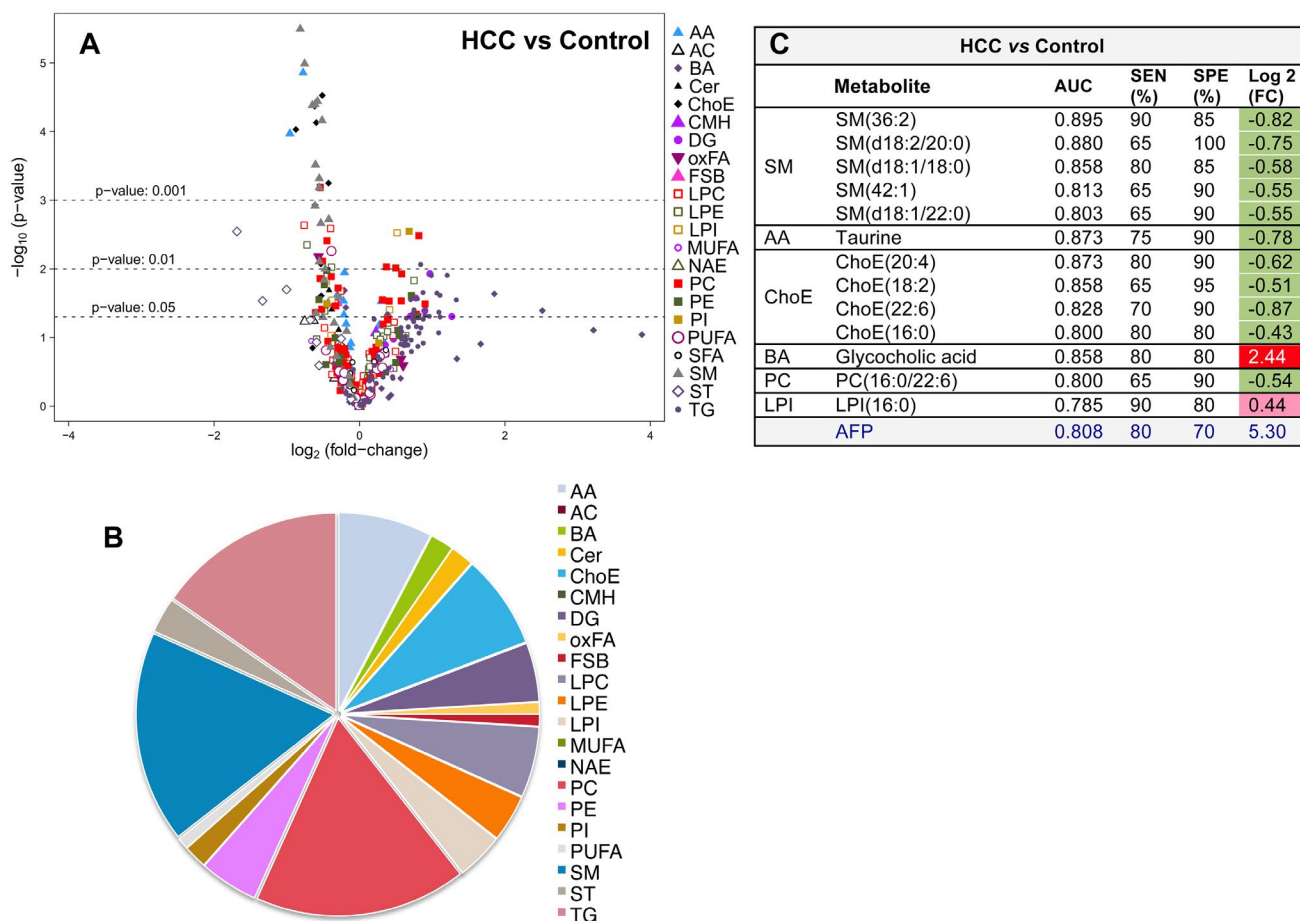 A
HCC vs Control
−log10 (p−value)
5
4
3
2
1
0
p−value: 0.001
p−value: 0.01
p−value: 0.05
−4
−2
0
2
4
log2 (fold−change)
AA
AC
BA
Cer
ChoE
CMH
DG
oxFA
FSB
LPC
LPE
LPI
MUFA
NAE
PC
PE
PI
PUFA
SFA
SM
ST
TG
C
HCC vs Control
Metabolite AUC SEN (%) SPE (%) Log 2 (FC)
SM
SM(36:2) 0.895 90 85 -0.82
SM(d18:2/20:0) 0.880 65 100 -0.75
SM(d18:1/18:0) 0.858 80 85 -0.58
SM(42:1) 0.813 65 90 -0.55
SM(d18:1/22:0) 0.803 65 90 -0.55
AA Taurine 0.873 75 90 -0.78
ChoE
ChoE(20:4) 0.873 80 90 -0.62
ChoE(18:2) 0.858 65 95 -0.51
ChoE(22:6) 0.828 70 90 -0.87
ChoE(16:0) 0.800 80 80 -0.43
BA Glycocholic acid 0.858 80 80 2.44
PC PC(16:0/22:6) 0.800 65 90 -0.54
LPI LPI(16:0) 0.785 90 80 0.44
AFP 0.808 80 70 5.30
B
AA
AC
BA
Cer
ChoE
CMH
DG
oxFA
FSB
LPC
LPE
LPI
MUFA
NAE
PC
PE
PI
PUFA
SM
ST
TG